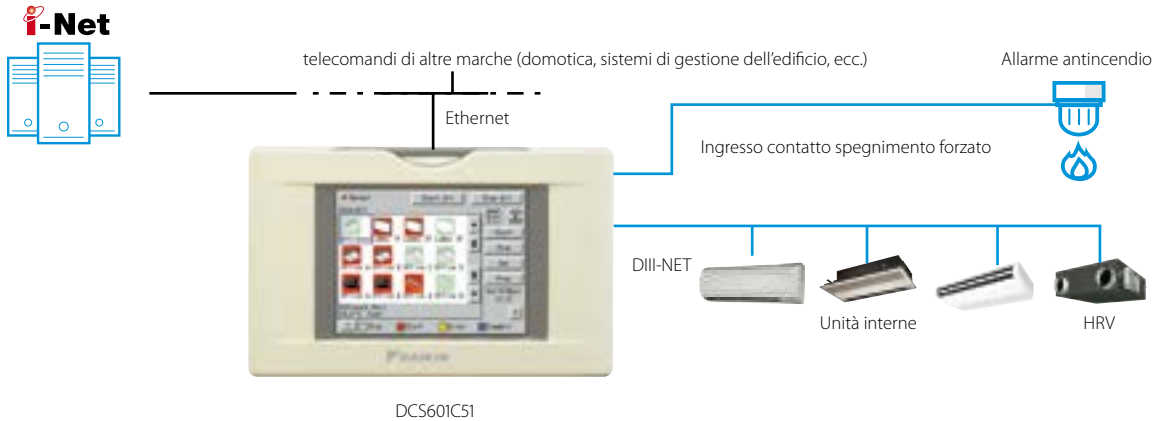 i-Net
telecomandi di altre marche (domotica, sistemi di gestione dell'edificio, ecc.)
Allarme antincendio
Ethernet
Ingresso contatto spegnimento forzato
DIII-NET
Unità interne
HRV
DAIKIN
DCS601C51